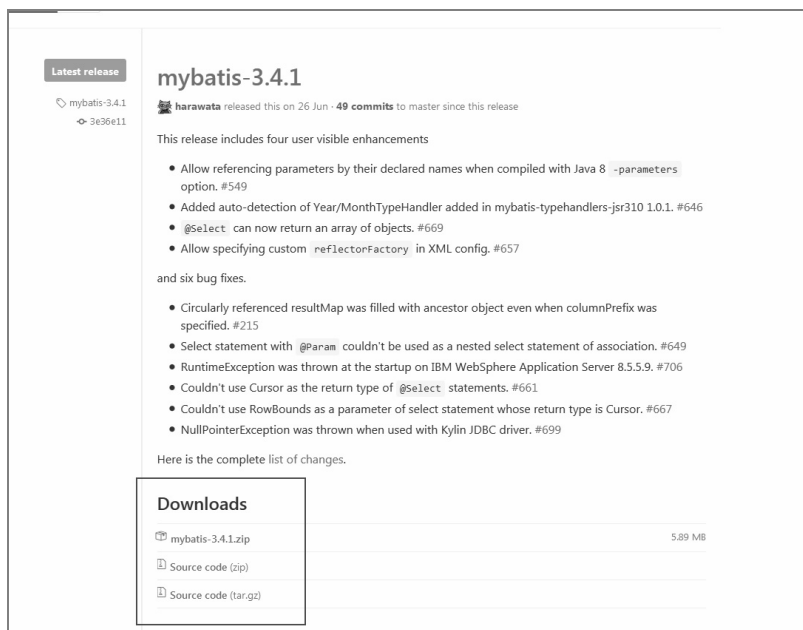 Latest release
mybatis-3.4.1
3e36e11
mybatis-3.4.1
harawata released this on 26 Jun · 49 commits to master since this release
This release includes four user visible enhancements
• Allow referencing parameters by their declared names when compiled with Java 8 -parameters
option. #549
• Added auto-detection of Year/MonthTypeHandler added in mybatis-typehandlers-jsr310 1.0.1. #646
• @Select can now return an array of objects. #669
• Allow specifying custom reflectorFactory in XML config. #657
and six bug fixes.
• Circularly referenced resultMap was filled with ancestor object even when columnPrefix was
specified. #215
• Select statement with @Param couldn't be used as a nested select statement of association. #649
• RuntimeException was thrown at the startup on IBM WebSphere Application Server 8.5.5.9. #706
• Couldn't use Cursor as the return type of @Select statements. #661
• Couldn't use RowBounds as a parameter of select statement whose return type is Cursor. #667
• NullPointerException was thrown when used with Kylin JDBC driver. #699
Here is the complete list of changes.
Downloads
mybatis-3.4.1.zip 5.89 MB
Source code (zip)
Source code (tar.gz)